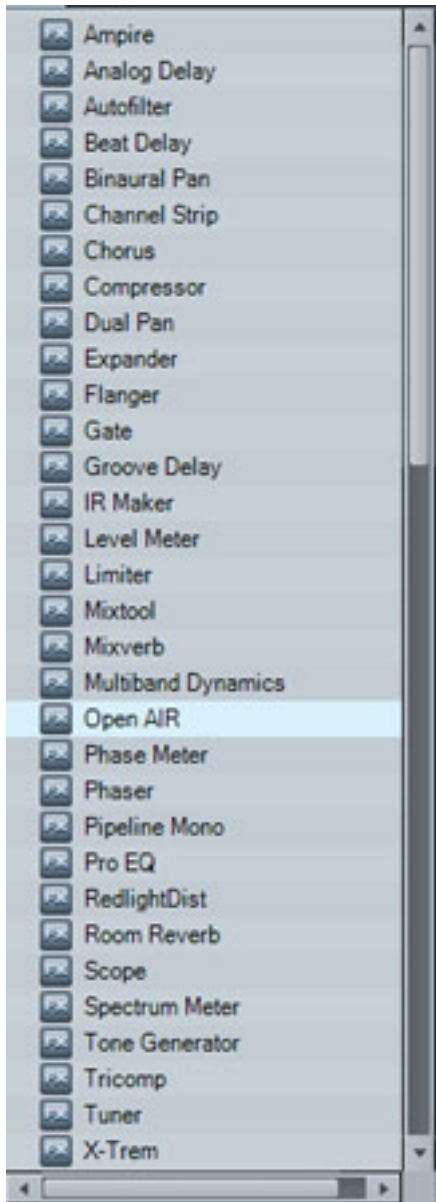 Ampire
Analog Delay
Autofilter
Beat Delay
Binaural Pan
Channel Strip
Chorus
Compressor
Dual Pan
Expander
Flanger
Gate
Groove Delay
IR Maker
Level Meter
Limiter
Mixtool
Mixverb
Multiband Dynamics
Open AIR
Phase Meter
Phaser
Pipeline Mono
Pro EQ
RedlightDist
Room Reverb
Scope
Spectrum Meter
Tone Generator
Tricomp
Tuner
X-Trem